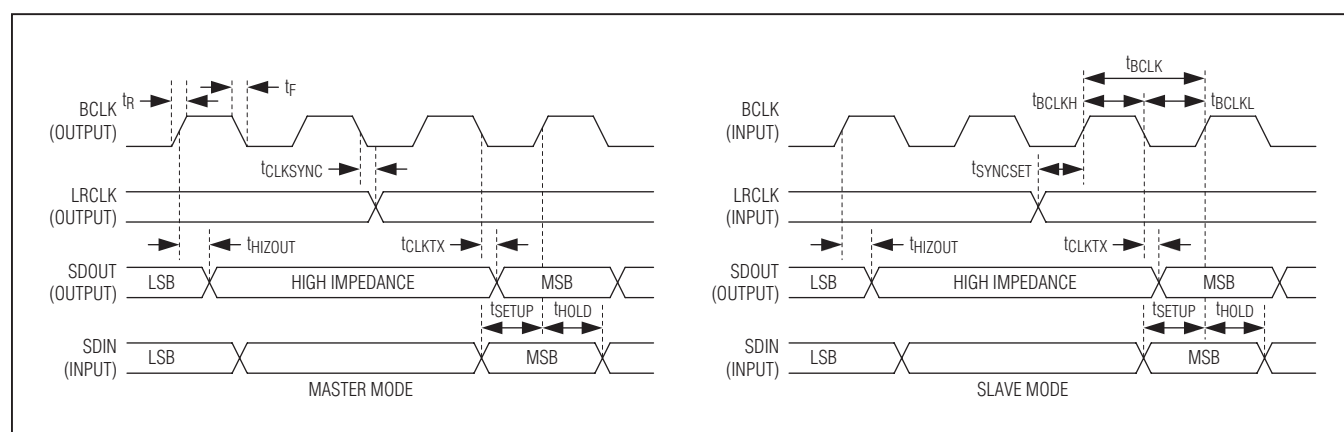 tR
tF
BCLK
(OUTPUT)
tCLKSYNC
LRCLK
(OUTPUT)
tHIZOUT
tCLKTX
SDOUT
(OUTPUT)
LSB
HIGH IMPEDANCE
MSB
tSETUP
tHOLD
SDIN
(INPUT)
LSB
MSB
MASTER MODE
tBCLK
tBCLKH
tBCLKL
BCLK
(INPUT)
tSYNCSET
LRCLK
(INPUT)
tHIZOUT
tCLKTX
SDOUT
(OUTPUT)
LSB
HIGH IMPEDANCE
MSB
tSETUP
tHOLD
SDIN
(INPUT)
LSB
MSB
SLAVE MODE